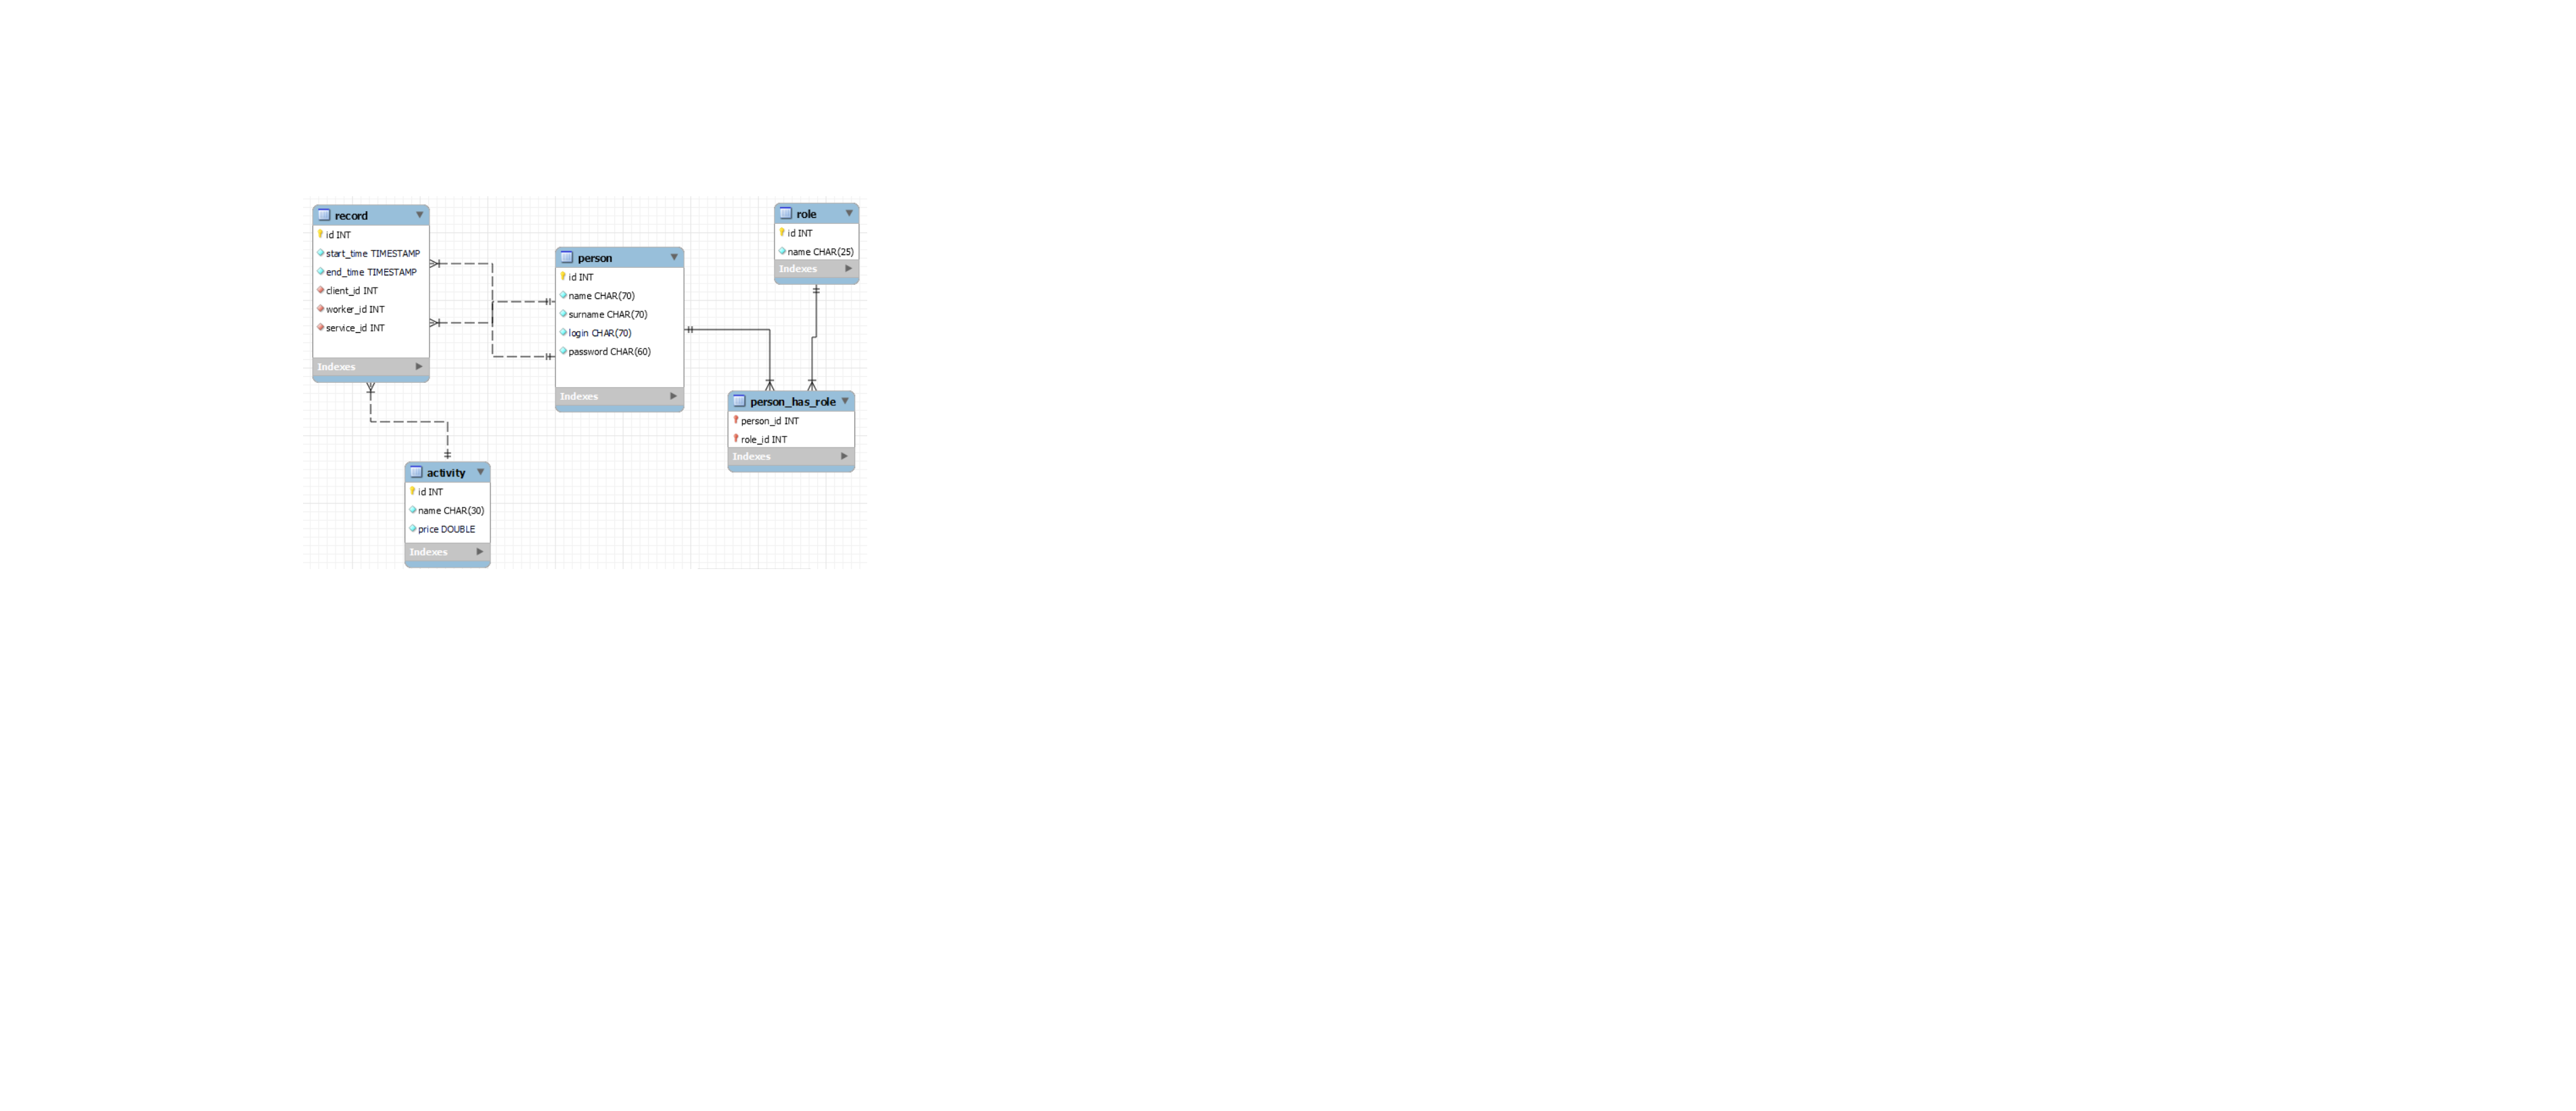 record
id INT
start_time TIMESTAMP
end_time TIMESTAMP
client_id INT
worker_id INT
service_id INT
Indexes
person
id INT
name CHAR(70)
surname CHAR(70)
login CHAR(70)
password CHAR(60)
Indexes
role
id INT
name CHAR(25)
Indexes
person_has_role
person_id INT
role_id INT
Indexes
activity
id INT
name CHAR(30)
price DOUBLE
Indexes